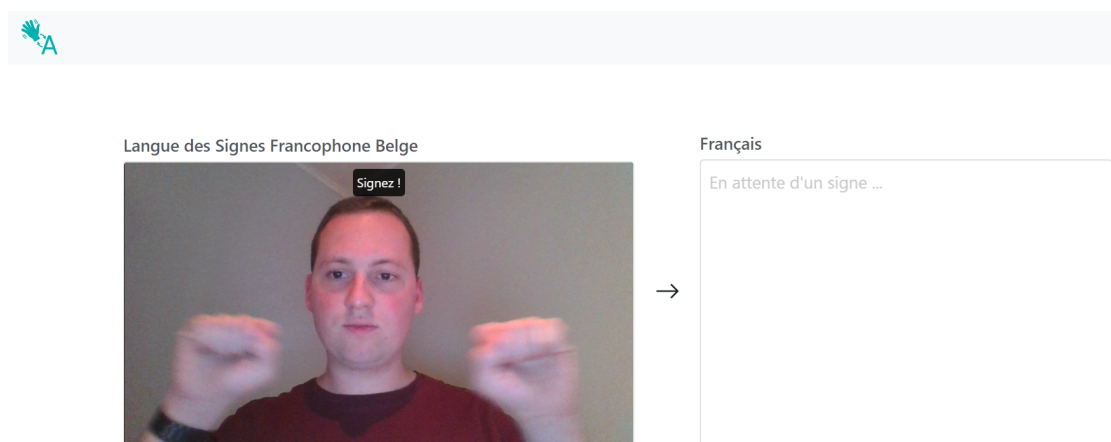 A
Langue des Signes Francophone Belge
Français
Signez !
En attente d'un signe ...